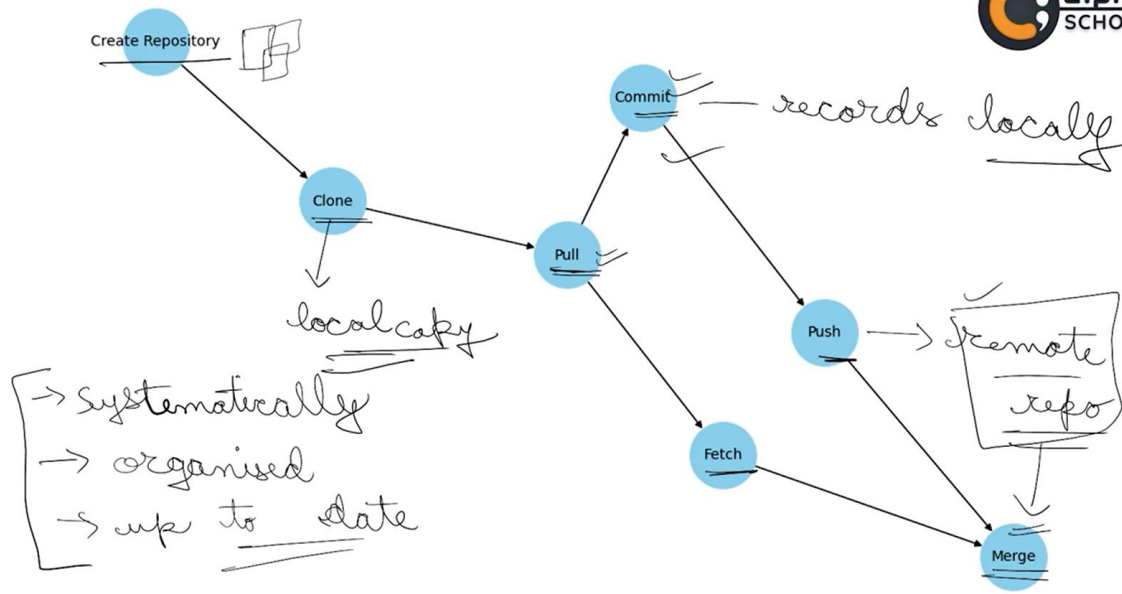 SCHO
Create Repository
Commit
records locally
Clone
Pull
local copy
Push
remote
repo
systematically
organised
up to date
Fetch
Merge